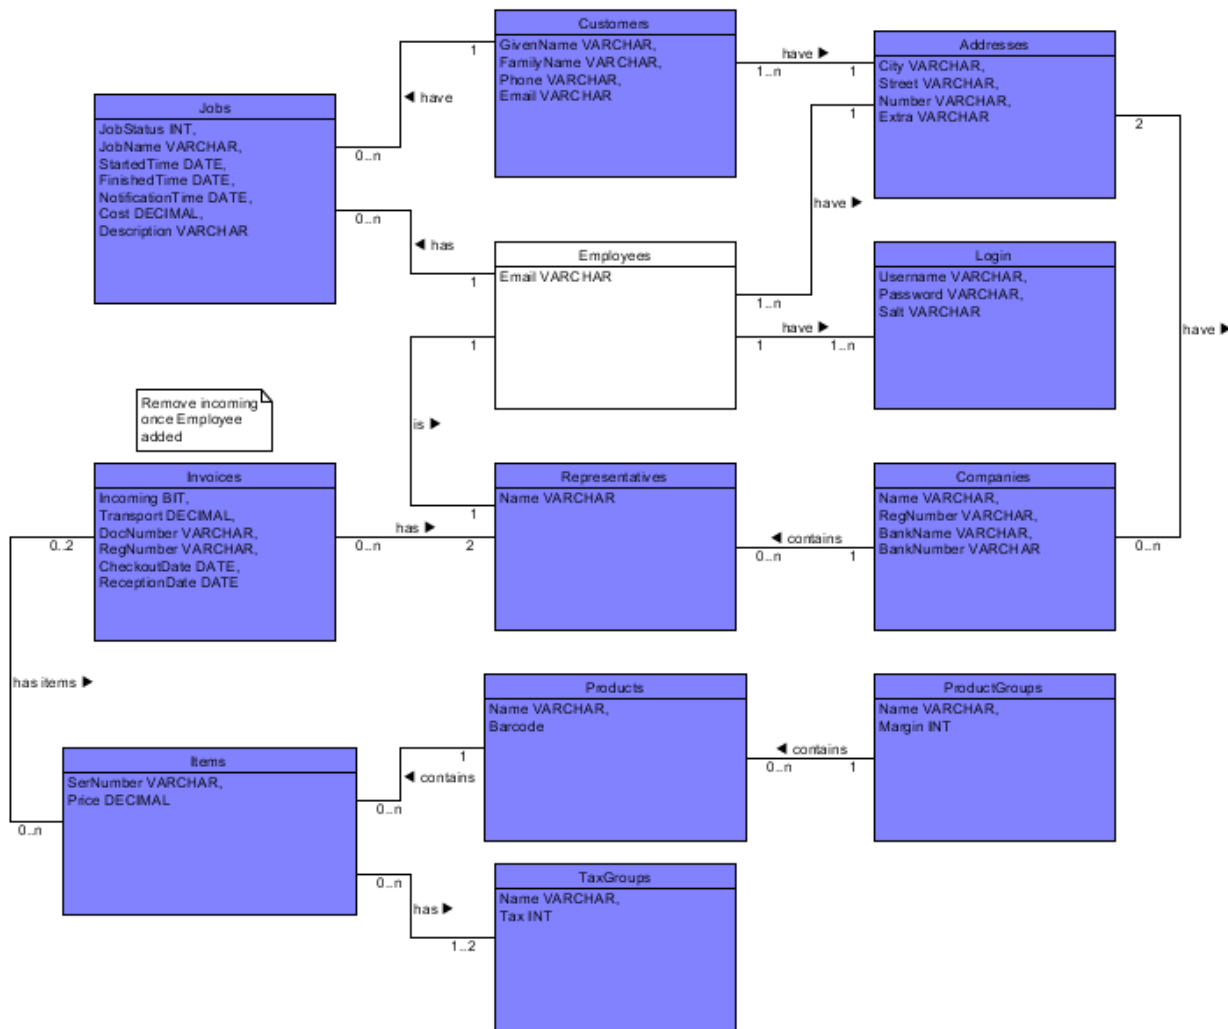 Customers
GivenName VARCHAR,
FamilyName VARCHAR,
Phone VARCHAR,
Email VARCHAR
1
have ►
1..n
1
Addresses
City VARCHAR,
Street VARCHAR,
Number VARCHAR,
Extra VARCHAR
1
2
◄ have
Jobs
JobStatus INT,
JobName VARCHAR,
StartedTime DATE,
FinishedTime DATE,
NotificationTime DATE,
Cost DECIMAL,
Description VARCHAR
0..n
0..n
◄ has
1
have ►
Employees
Email VARCHAR
1..n
have ►
1
1..n
1
Login
Username VARCHAR,
Password VARCHAR,
Salt VARCHAR
have ►
Remove incoming
once Employee
added
is ►
Invoices
Incoming BIT,
Transport DECIMAL,
DocNumber VARCHAR,
RegNumber VARCHAR,
CheckoutDate DATE,
ReceptionDate DATE
0..2
has ►
0..n
2
1
Representatives
Name VARCHAR
◄ contains
0..n
1
Companies
Name VARCHAR,
RegNumber VARCHAR,
BankName VARCHAR,
BankNumber VARCHAR
0..n
has items ►
Products
Name VARCHAR,
Barcode
1
◄ contains
0..n
◄ contains
0..n
1
ProductGroups
Name VARCHAR,
Margin INT
Items
SerNumber VARCHAR,
Price DECIMAL
0..n
0..n
has ►
1..2
TaxGroups
Name VARCHAR,
Tax INT